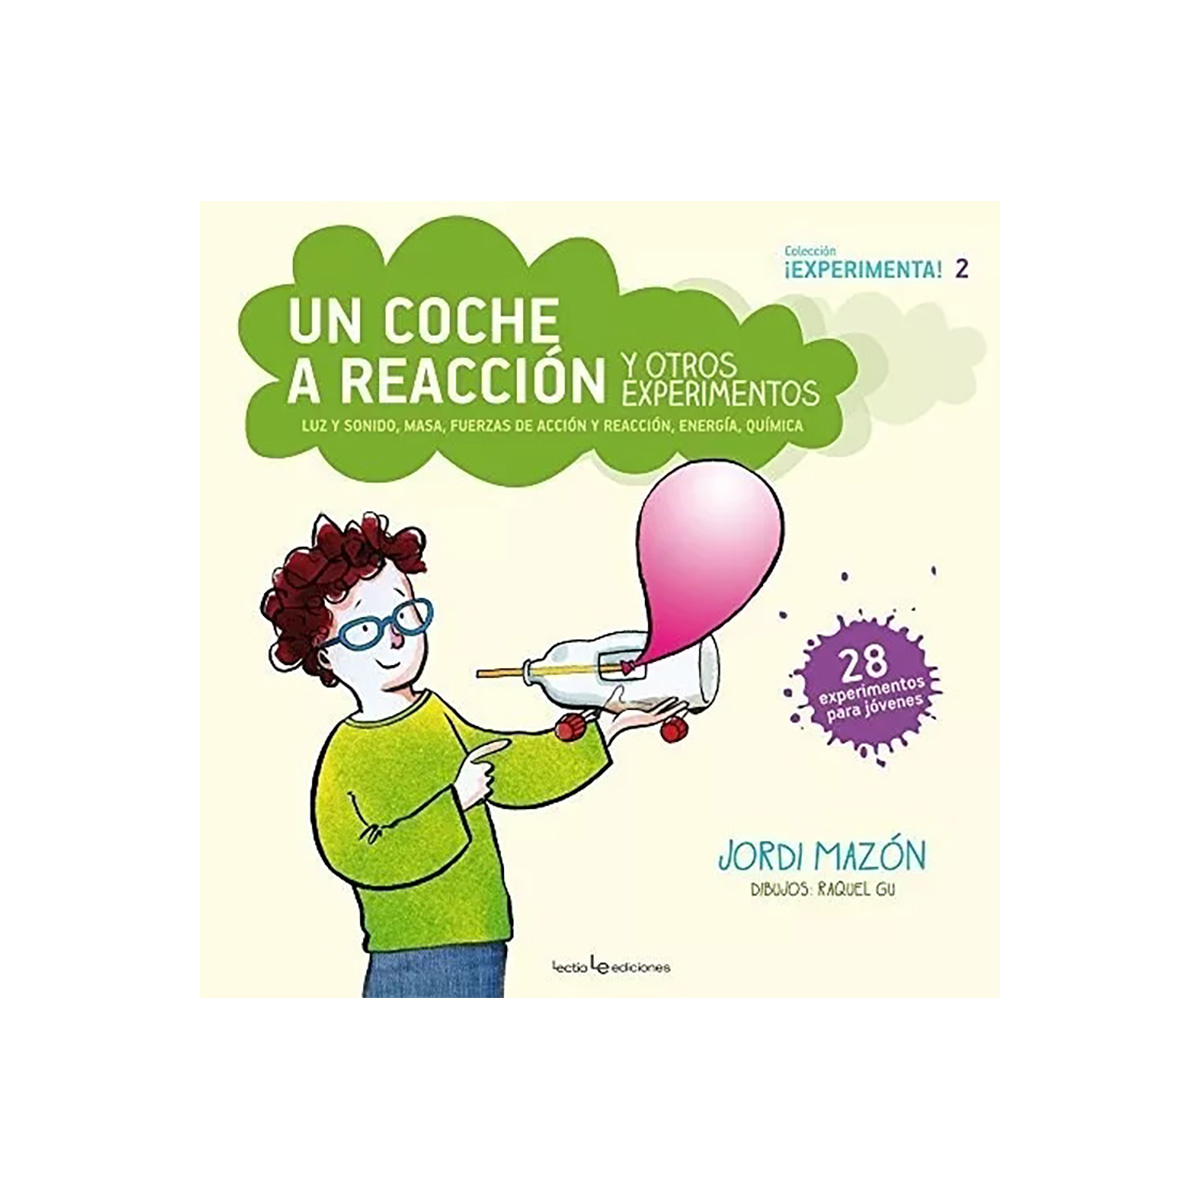 Colección
¡EXPERIMENTA! 2
UN COCHE
A REACCIÓN
Y OTROS
EXPERIMENTOS
LUZ Y SONIDO, MASA, FUERZAS DE ACCIÓN Y REACCIÓN, ENERGÍA, QUÍMICA
28
experimentos
para jóvenes
JORDI MAZÓN
DIBUJOS: RAQUEL GU
Lectio Le ediciones